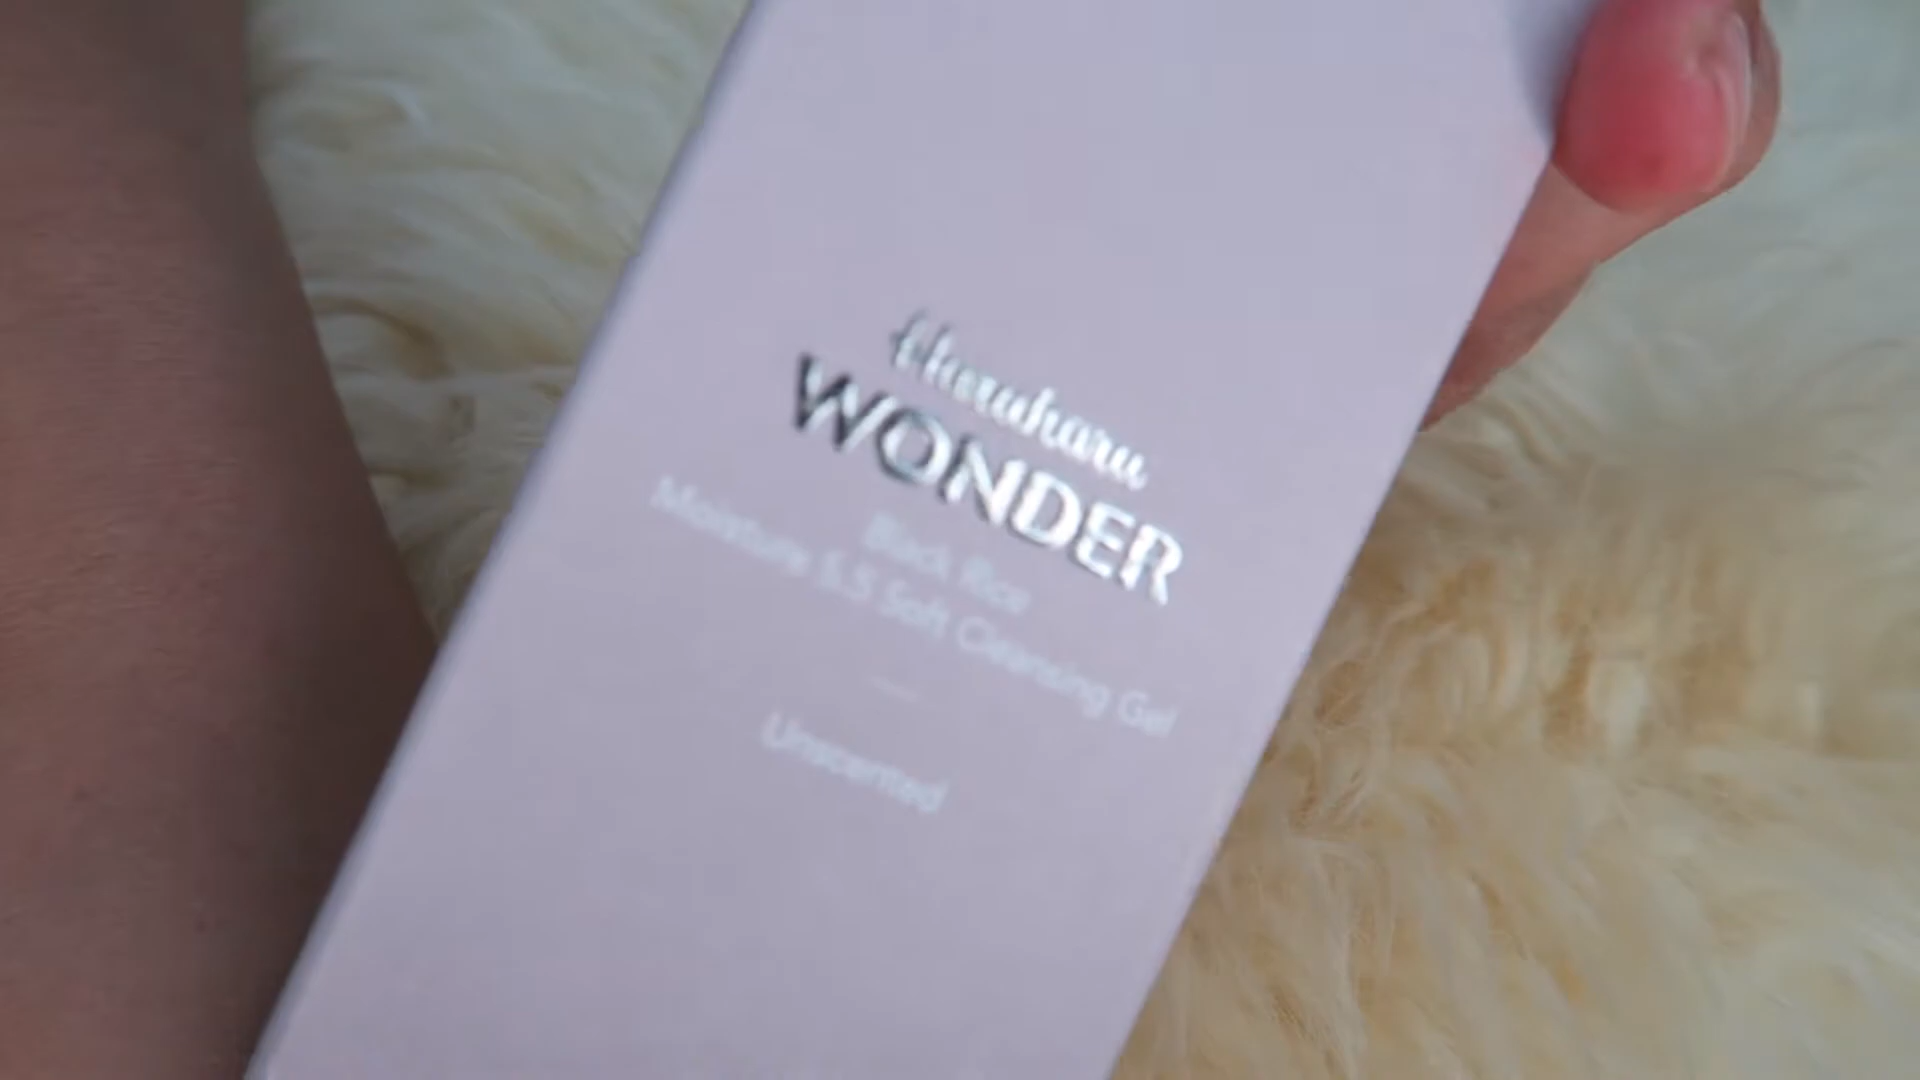 Haruharu
WONDER
Black Rice
Moisture 5.5 Soft Cleansing Gel
Unscented